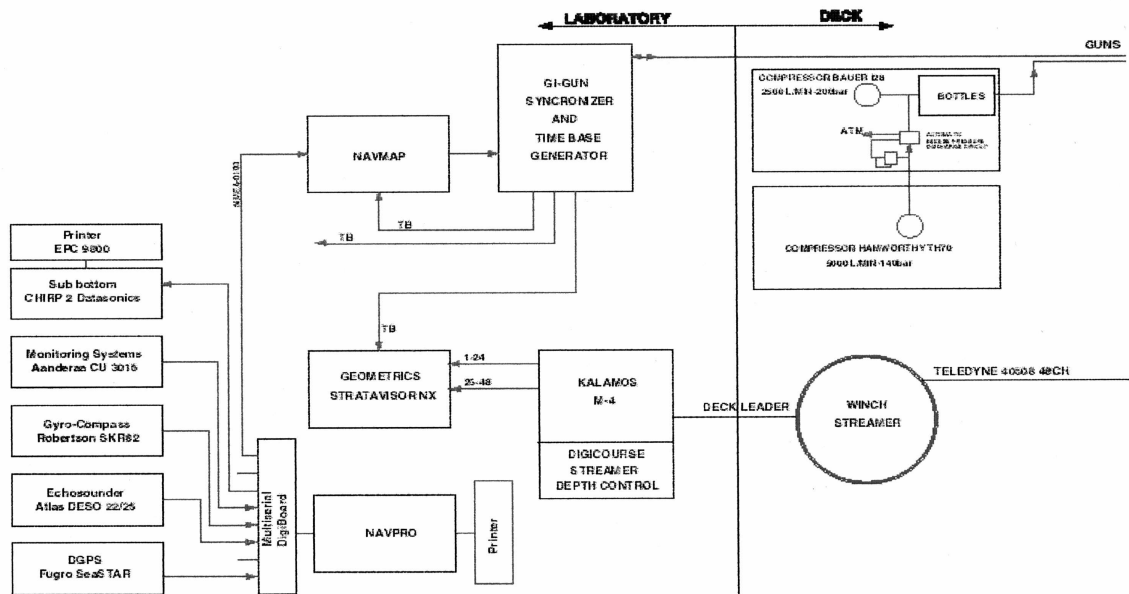 LABORATORY
DECK
GUNS
GI-GUN
SYNCRONIZER
AND
TIME BASE
GENERATOR
COMPRESSOR BAUER I28
2500 L.MIN-200bar
BOTTLES
ATM
NAVMAP
TB
TB
COMPRESSOR HAMWORTHY TH70
5000 L.MIN-140bar
Printer
EPC 9800
Sub bottom
CHIRP 2 Datasonics
TB
Monitoring Systems
Aanderaa CU 3015
GEOMETRICS
STRATAVISOR NX
1-24
25-48
KALAMOS
M-4
TELEDYNE 40508 48CH
DECK LEADER
WINCH
STREAMER
Gyro-Compass
Robertson SKR82
DIGICOURSE
STREAMER
DEPTH CONTROL
Echosounder
Atlas DESO 22/25
Multiserial
DigiBoard
NAVPRO
Printer
DGPS
Fugro SeaSTAR